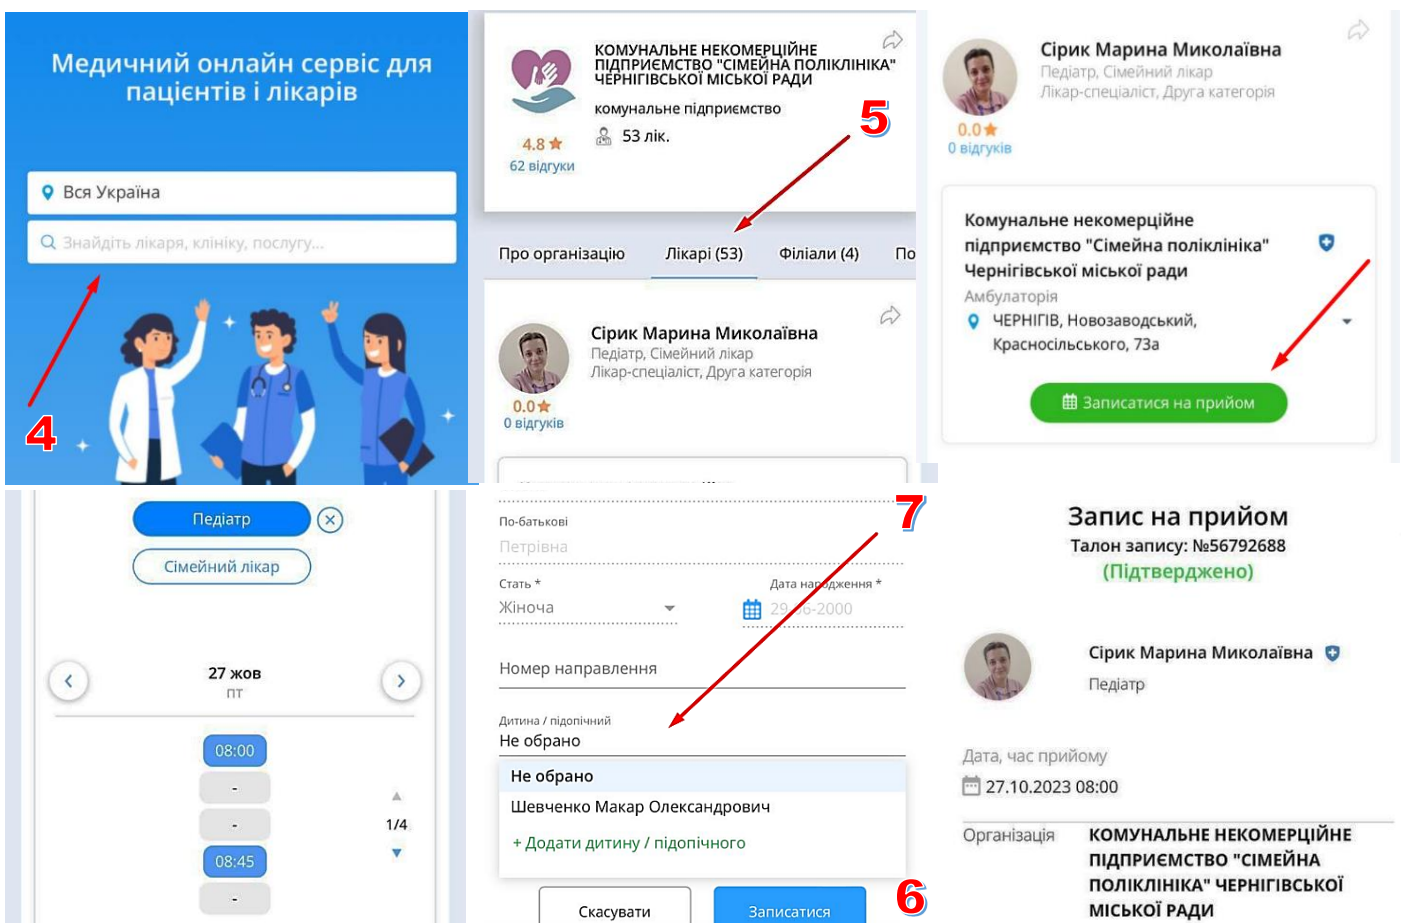 Медичний онлайн сервіс для
пацієнтів і лікарів
Вся Україна
Знайдіть лікаря, клініку, послугу...
4
КОМУНАЛЬНЕ НЕКОМЕРЦІЙНЕ
ПІДПРИЄМСТВО "СІМЕЙНА ПОЛІКЛІНІКА"
ЧЕРНІГІВСЬКОЇ МІСЬКОЇ РАДИ
комунальне підприємство
53 лік.
4.8
62 відгуки
5
Про організацію Лікарі (53) Філіали (4) По
Сірик Марина Миколаївна
Педіатр, Сімейний лікар
Лікар-спеціаліст, Друга категорія
0.0
0 відгуків
Сірик Марина Миколаївна
Педіатр, Сімейний лікар
Лікар-спеціаліст, Друга категорія
0.0
0 відгуків
Комунальне некомерційне
підприємство "Сімейна поліклініка"
Чернігівської міської ради
Амбулаторія
ЧЕРНІГІВ, Новозаводський,
Красносільського, 73а
Записатися на прийом
Педіатр
Сімейний лікар
27 жов
пт
08:00
-
-
1/4
08:45
-
7
По-батькові
Петрівна
Стать * Дата народження *
Жіноча 29-06-2000
Номер направлення
Дитина / підопічний
Не обрано
Не обрано
Шевченко Макар Олександрович
+ Додати дитину / підопічного
6
Скасувати Записатися
Запис на прийом
Талон запису: №56792688
(Підтверджено)
Сірик Марина Миколаївна
Педіатр
Дата, час прийому
27.10.2023 08:00
Організація КОМУНАЛЬНЕ НЕКОМЕРЦІЙНЕ
ПІДПРИЄМСТВО "СІМЕЙНА
ПОЛІКЛІНІКА" ЧЕРНІГІВСЬКОЇ
МІСЬКОЇ РАДИ